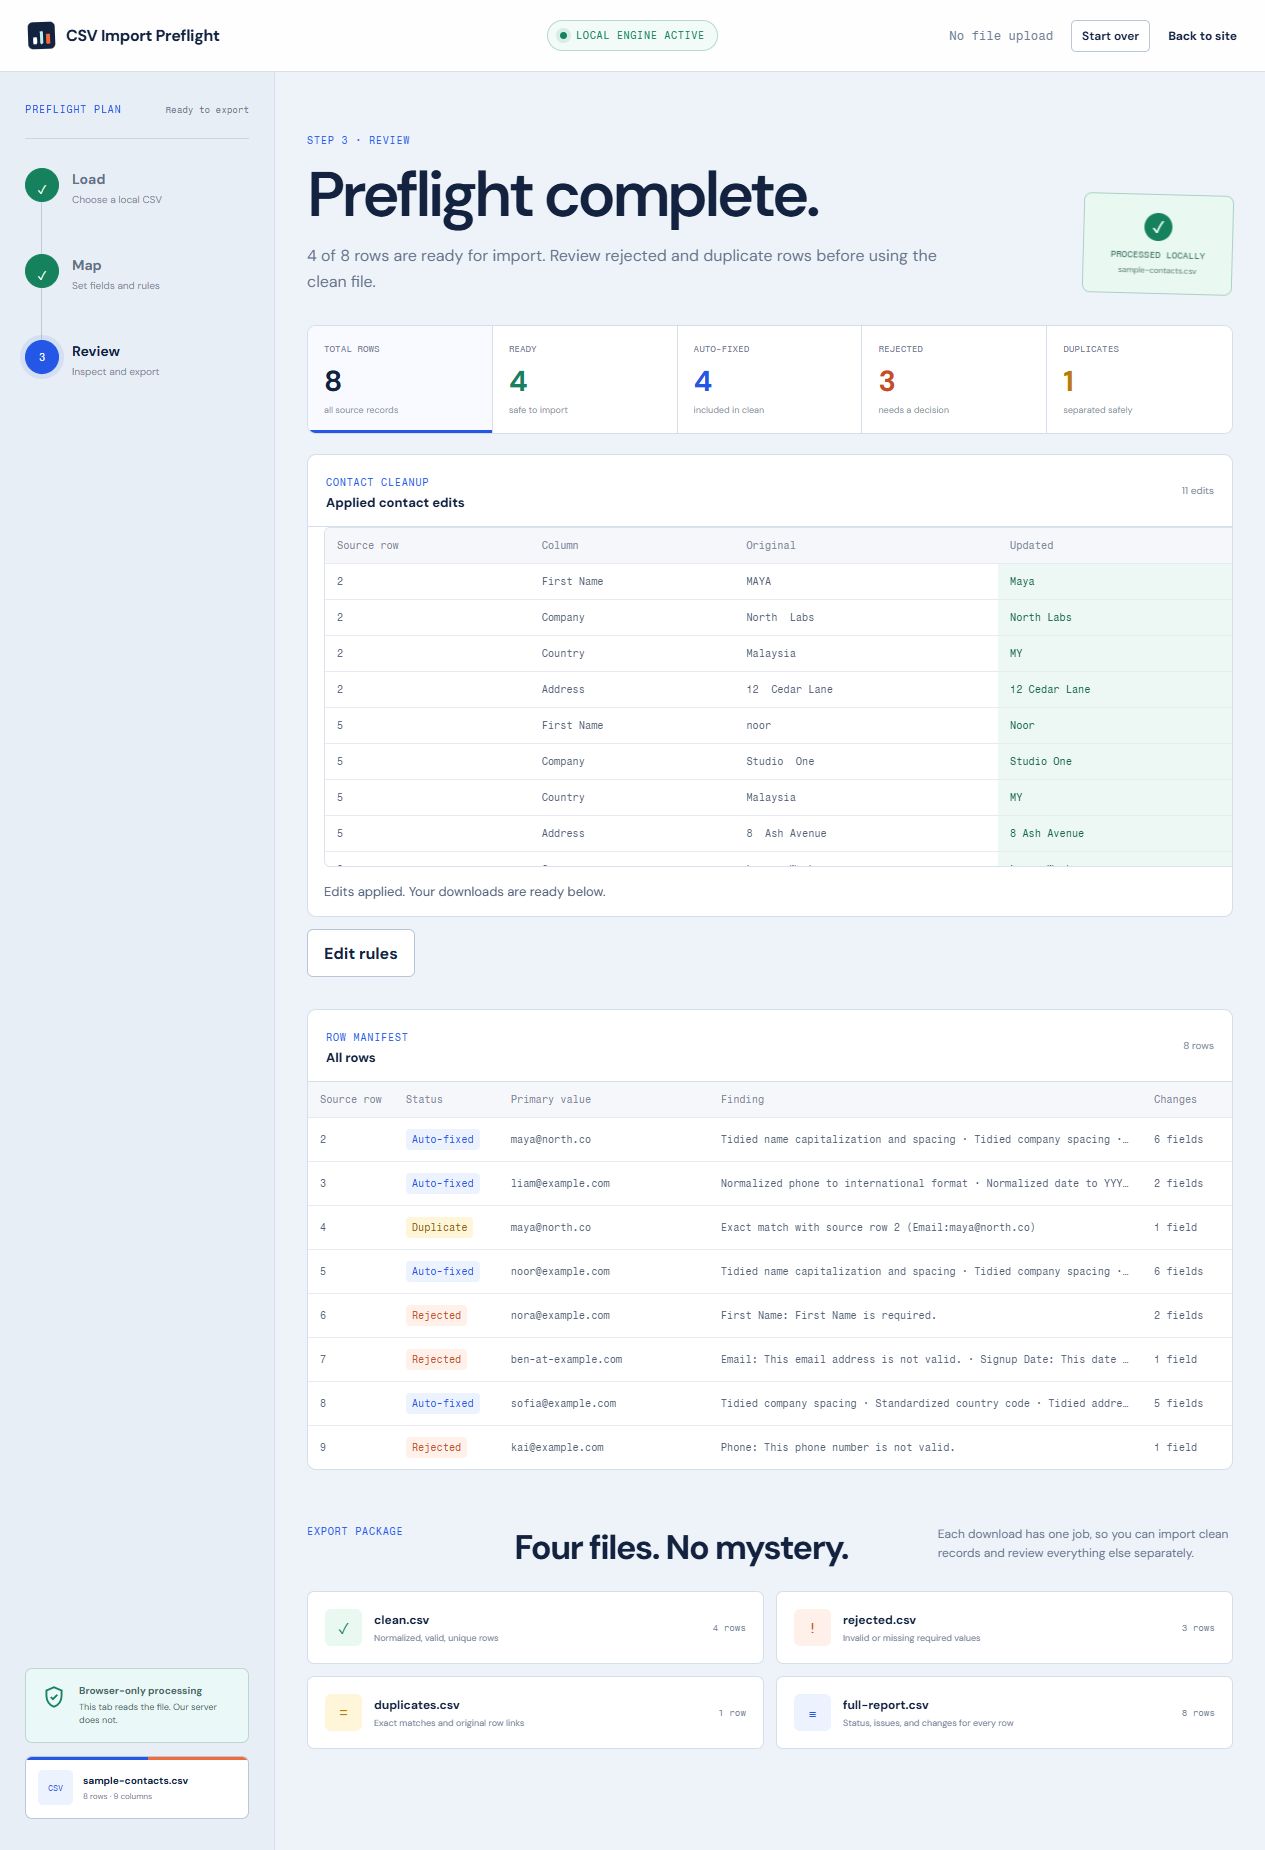 CSV Import Preflight
LOCAL ENGINE ACTIVE
No file upload
Start over
Back to site
PREFLIGHT PLAN
Ready to export
✓
Load
Choose a local CSV
✓
Map
Set fields and rules
3
Review
Inspect and export
Browser-only processing
This tab reads the file. Our server
does not.
CSV
sample-contacts.csv
8 rows · 9 columns
STEP 3 · REVIEW
Preflight complete.
4 of 8 rows are ready for import. Review rejected and duplicate rows before using the
clean file.
✓
PROCESSED LOCALLY
sample-contacts.csv
TOTAL ROWS
8
all source records
READY
4
safe to import
AUTO-FIXED
4
included in clean
REJECTED
3
needs a decision
DUPLICATES
1
separated safely
CONTACT CLEANUP
Applied contact edits
11 edits
Source row Column Original Updated
2 First Name MAYA Maya
2 Company North  Labs North Labs
2 Country Malaysia MY
2 Address 12  Cedar Lane 12 Cedar Lane
5 First Name noor Noor
5 Company Studio  One Studio One
5 Country Malaysia MY
5 Address 8  Ash Avenue 8 Ash Avenue
Edits applied. Your downloads are ready below.
Edit rules
ROW MANIFEST
All rows
8 rows
Source row Status Primary value Finding Changes
2 Auto-fixed maya@north.co Tidied name capitalization and spacing · Tidied company spacing ·… 6 fields
3 Auto-fixed liam@example.com Normalized phone to international format · Normalized date to YYY… 2 fields
4 Duplicate maya@north.co Exact match with source row 2 (Email:maya@north.co) 1 field
5 Auto-fixed noor@example.com Tidied name capitalization and spacing · Tidied company spacing ·… 6 fields
6 Rejected nora@example.com First Name: First Name is required. 2 fields
7 Rejected ben-at-example.com Email: This email address is not valid. · Signup Date: This date … 1 field
8 Auto-fixed sofia@example.com Tidied company spacing · Standardized country code · Tidied addre… 5 fields
9 Rejected kai@example.com Phone: This phone number is not valid. 1 field
EXPORT PACKAGE
Four files. No mystery.
Each download has one job, so you can import clean
records and review everything else separately.
✓
clean.csv
Normalized, valid, unique rows
4 rows
!
rejected.csv
Invalid or missing required values
3 rows
=
duplicates.csv
Exact matches and original row links
1 row
≡
full-report.csv
Status, issues, and changes for every row
8 rows